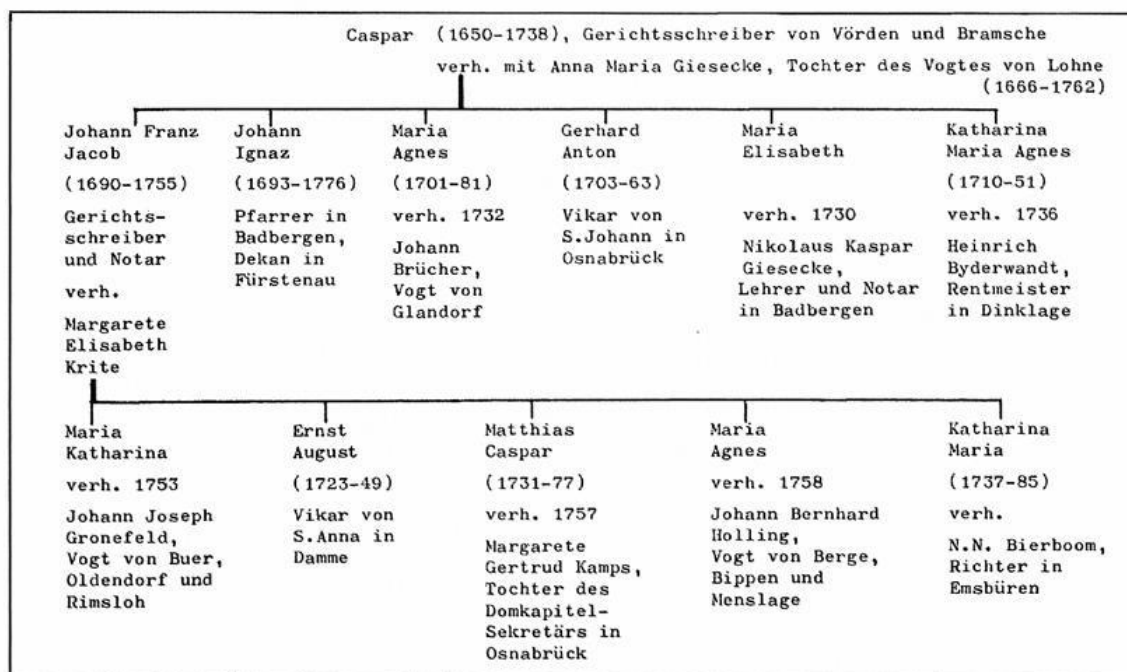 Caspar (1650-1738), Gerichtsschreiber von Vörden und Bramsche
verh. mit Anna Maria Giesecke, Tochter des Vogtes von Lohne
(1666-1762)
Johann Franz
Jacob
(1690-1755)
Gerichts-
schreiber
und Notar
verh.
Margarete
Elisabeth
Krite
Johann
Ignaz
(1693-1776)
Pfarrer in
Badbergen,
Dekan in
Fürstenau
Maria
Agnes
(1701-81)
verh. 1732
Johann
Brücher,
Vogt von
Glandorf
Gerhard
Anton
(1703-63)
Vikar von
S.Johann in
Osnabrück
Maria
Elisabeth
verh. 1730
Nikolaus Kaspar
Giesecke,
Lehrer und Notar
in Badbergen
Katharina
Maria Agnes
(1710-51)
verh. 1736
Heinrich
Byderwandt,
Rentmeister
in Dinklage
Maria
Katharina
verh. 1753
Johann Joseph
Gronefeld,
Vogt von Buer,
Oldendorf und
Rimsloh
Ernst
August
(1723-49)
Vikar von
S.Anna in
Damme
Matthias
Caspar
(1731-77)
verh. 1757
Margarete
Gertrud Kamps,
Tochter des
Domkapitel-
Sekretärs in
Osnabrück
Maria
Agnes
verh. 1758
Johann Bernhard
Holling,
Vogt von Berge,
Bippen und
Menslage
Katharina
Maria
(1737-85)
verh.
N.N. Bierboom,
Richter in
Emsbüren